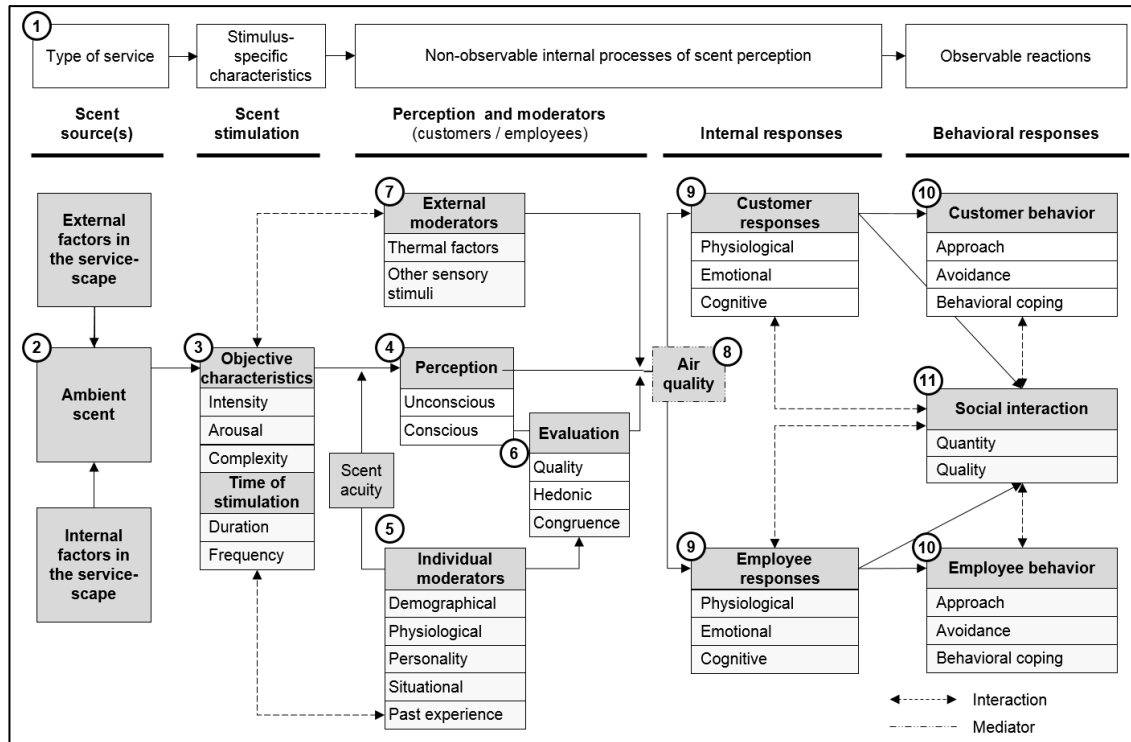 1
Type of service
Stimulus-
specific
characteristics
Non-observable internal processes of scent perception
Observable reactions
Scent
source(s)
Scent
stimulation
Perception and moderators
(customers / employees)
Internal responses
Behavioral responses
External
factors in
the service-
scape
2
Ambient
scent
Internal
factors in
the service-
scape
3
Objective
characteristics
Intensity
Arousal
Complexity
Time of
stimulation
Duration
Frequency
7
External
moderators
Thermal factors
Other sensory
stimuli
4
Perception
Unconscious
Conscious
Scent
acuity
6
Evaluation
Quality
Hedonic
Congruence
5
Individual
moderators
Demographical
Physiological
Personality
Situational
Past experience
8
Air
quality
9
Customer
responses
Physiological
Emotional
Cognitive
9
Employee
responses
Physiological
Emotional
Cognitive
10
Customer behavior
Approach
Avoidance
Behavioral coping
11
Social interaction
Quantity
Quality
10
Employee behavior
Approach
Avoidance
Behavioral coping
Interaction
Mediator